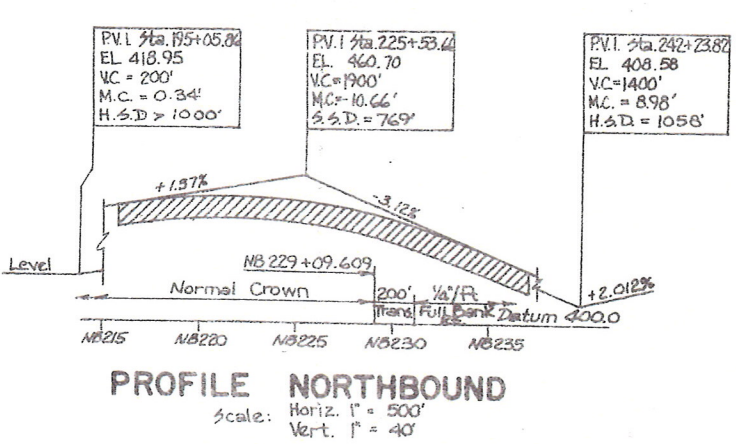 P.V.I. Sta. 195+05.86
EL 418.95
V.C = 200'
M.C. = 0.34'
H.S.D > 1000'
P.V.I Sta. 225+53.66
EL. 460.70
V.C=1900'
M.C.=-10.66'
S.S.D. = 769'
P.V.I. Sta. 242+23.82
EL 408.58
V.C=1400'
M.C. = 8.98'
H.S.D. = 1058'
+1.37%
-3.12%
Level
NB 229+09.609
+2.012%
Normal Crown
200'
Trans
1/4"/ft
Full Bank
Datum 400.0
NB215
NB220
NB225
NB230
NB235
PROFILE NORTHBOUND
Scale: Horiz. 1" = 500'
Vert. 1" = 40'